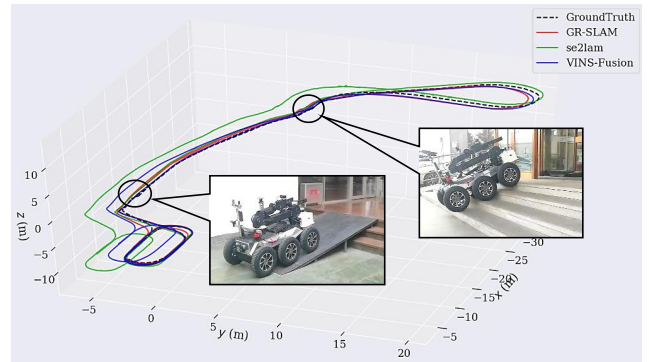 GroundTruth
GR-SLAM
se2lam
VINS-Fusion
10
5
0
−5
−10
z (m)
−5
0
5
10
15
20
y (m)
−30
−25
−20
−15
−10
−5
x (m)